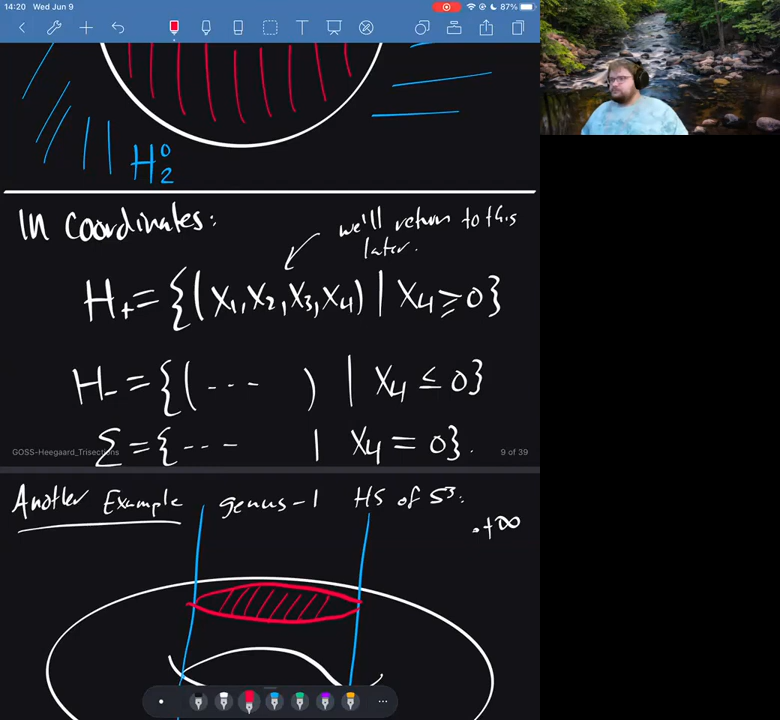 14:20 Wed Jun 9
87%
H₂⁰
In Coordinates:
we'll return to this
later.
H₊ = {(x₁, x₂, x₃, x₄) | x₄ ≥ 0}
H₋ = {(--- ) | x₄ ≤ 0}
Σ = {--- | x₄ = 0}.
GOSS-Heegaard_Trisections
9 of 39
Another Example genus-1 HS of S³:
.+∞